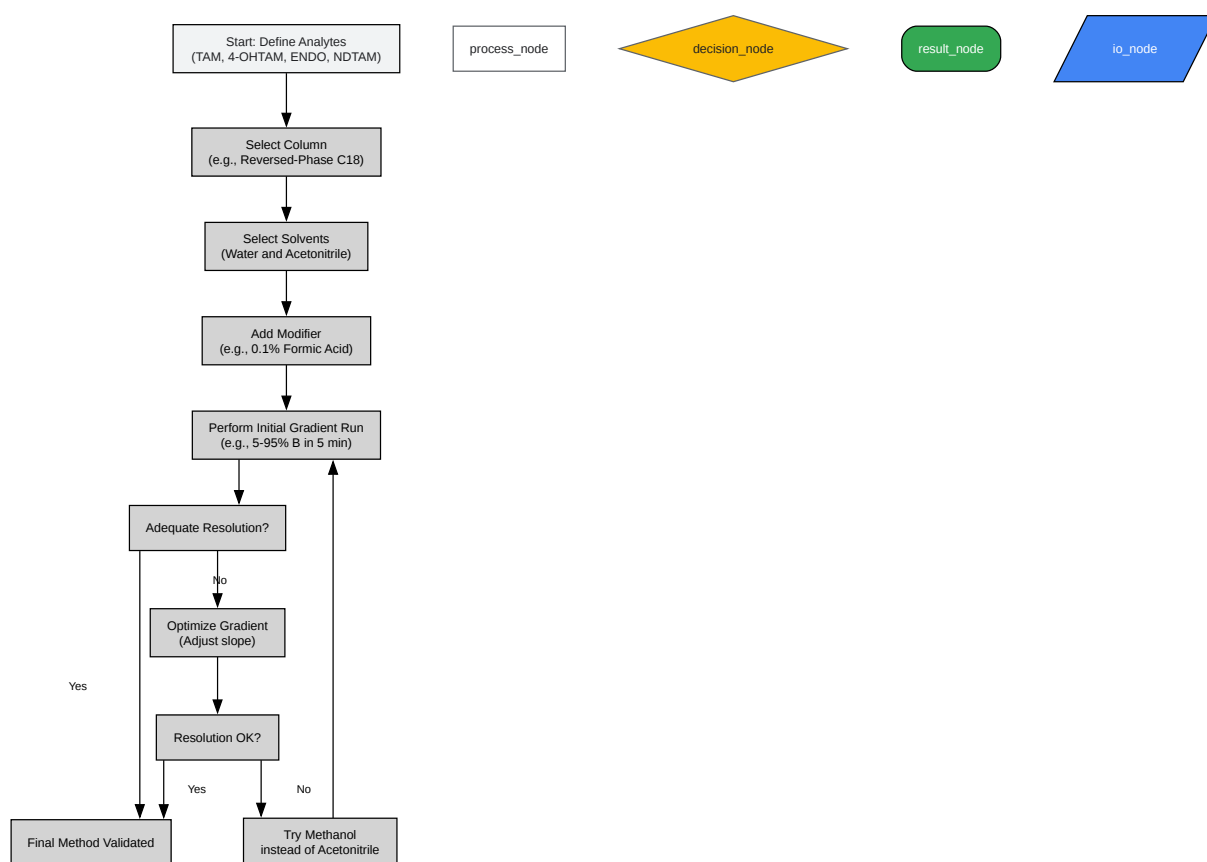 Start: Define Analytes
(TAM, 4-OHTAM, ENDO, NDTAM)
process_node
decision_node
result_node
io_node
Select Column
(e.g., Reversed-Phase C18)
Select Solvents
(Water and Acetonitrile)
Add Modifier
(e.g., 0.1% Formic Acid)
Perform Initial Gradient Run
(e.g., 5-95% B in 5 min)
Adequate Resolution?
No
Optimize Gradient
(Adjust slope)
Yes
Resolution OK?
Yes
No
Final Method Validated
Try Methanol
instead of Acetonitrile